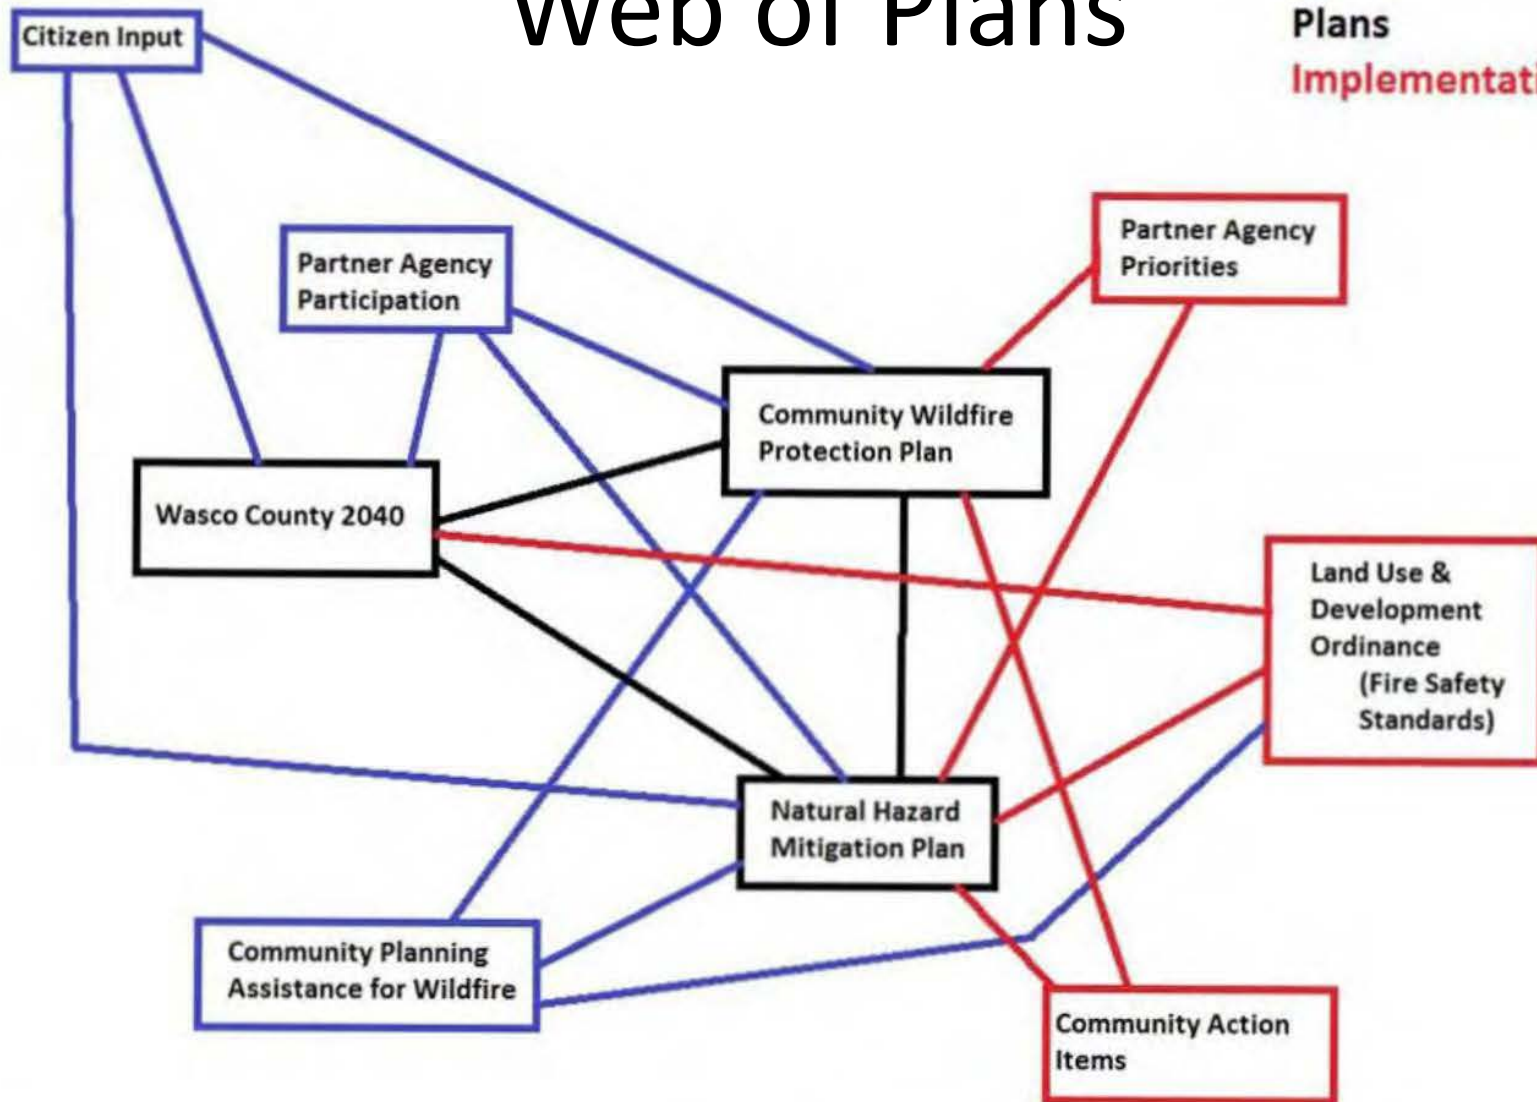 Web of Plans
Plans
Citizen Input
Partner Agency
Participation
Partner Agency
Priorities
Community Wildfire
Protection Plan
Wasco County 2040
Land Use &
Development
Ordinance
(Fire Safety
Standards)
Natural Hazard
Mitigation Plan
Community Planning
Assistance for Wildfire
Community Action
Items